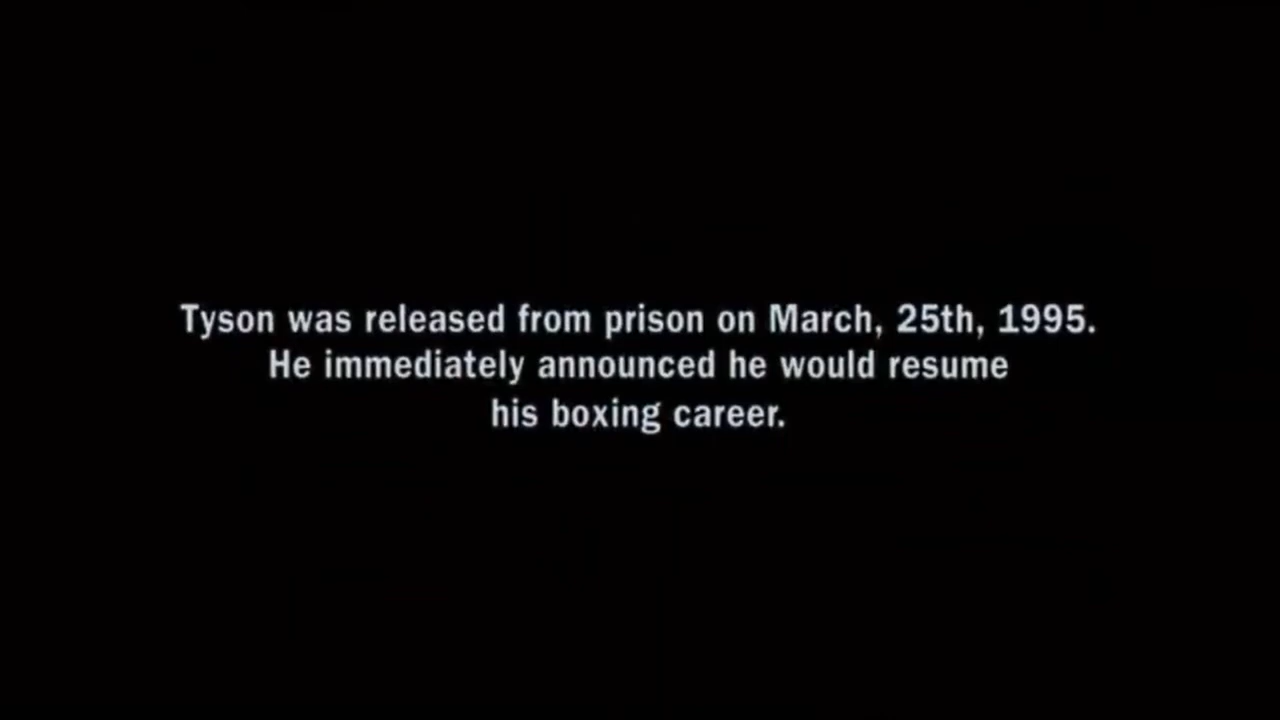 Tyson was released from prison on March, 25th, 1995.
He immediately announced he would resume
his boxing career.